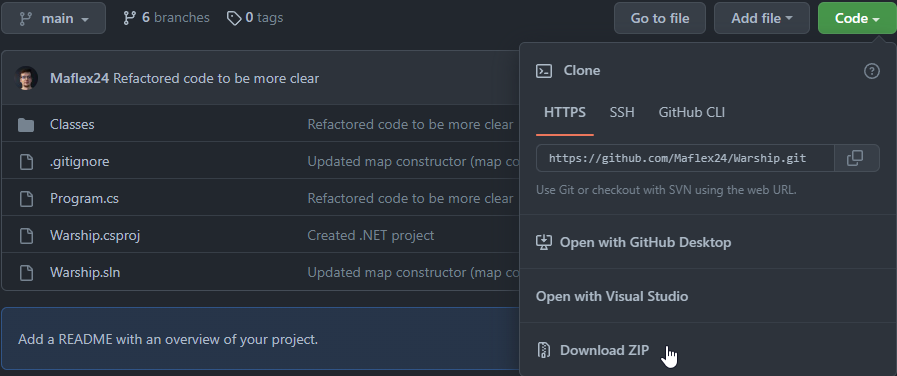 main
6 branches
0 tags
Go to file
Add file
Code
Maflex24 Refactored code to be more clear
Classes
Refactored code to be more clear
.gitignore
Updated map constructor (map co
Program.cs
Refactored code to be more clear
Warship.csproj
Created .NET project
Warship.sln
Updated map constructor (map co
Add a README with an overview of your project.
Clone
HTTPS
SSH
GitHub CLI
https://github.com/Maflex24/Warship.git
Use Git or checkout with SVN using the web URL.
Open with GitHub Desktop
Open with Visual Studio
Download ZIP